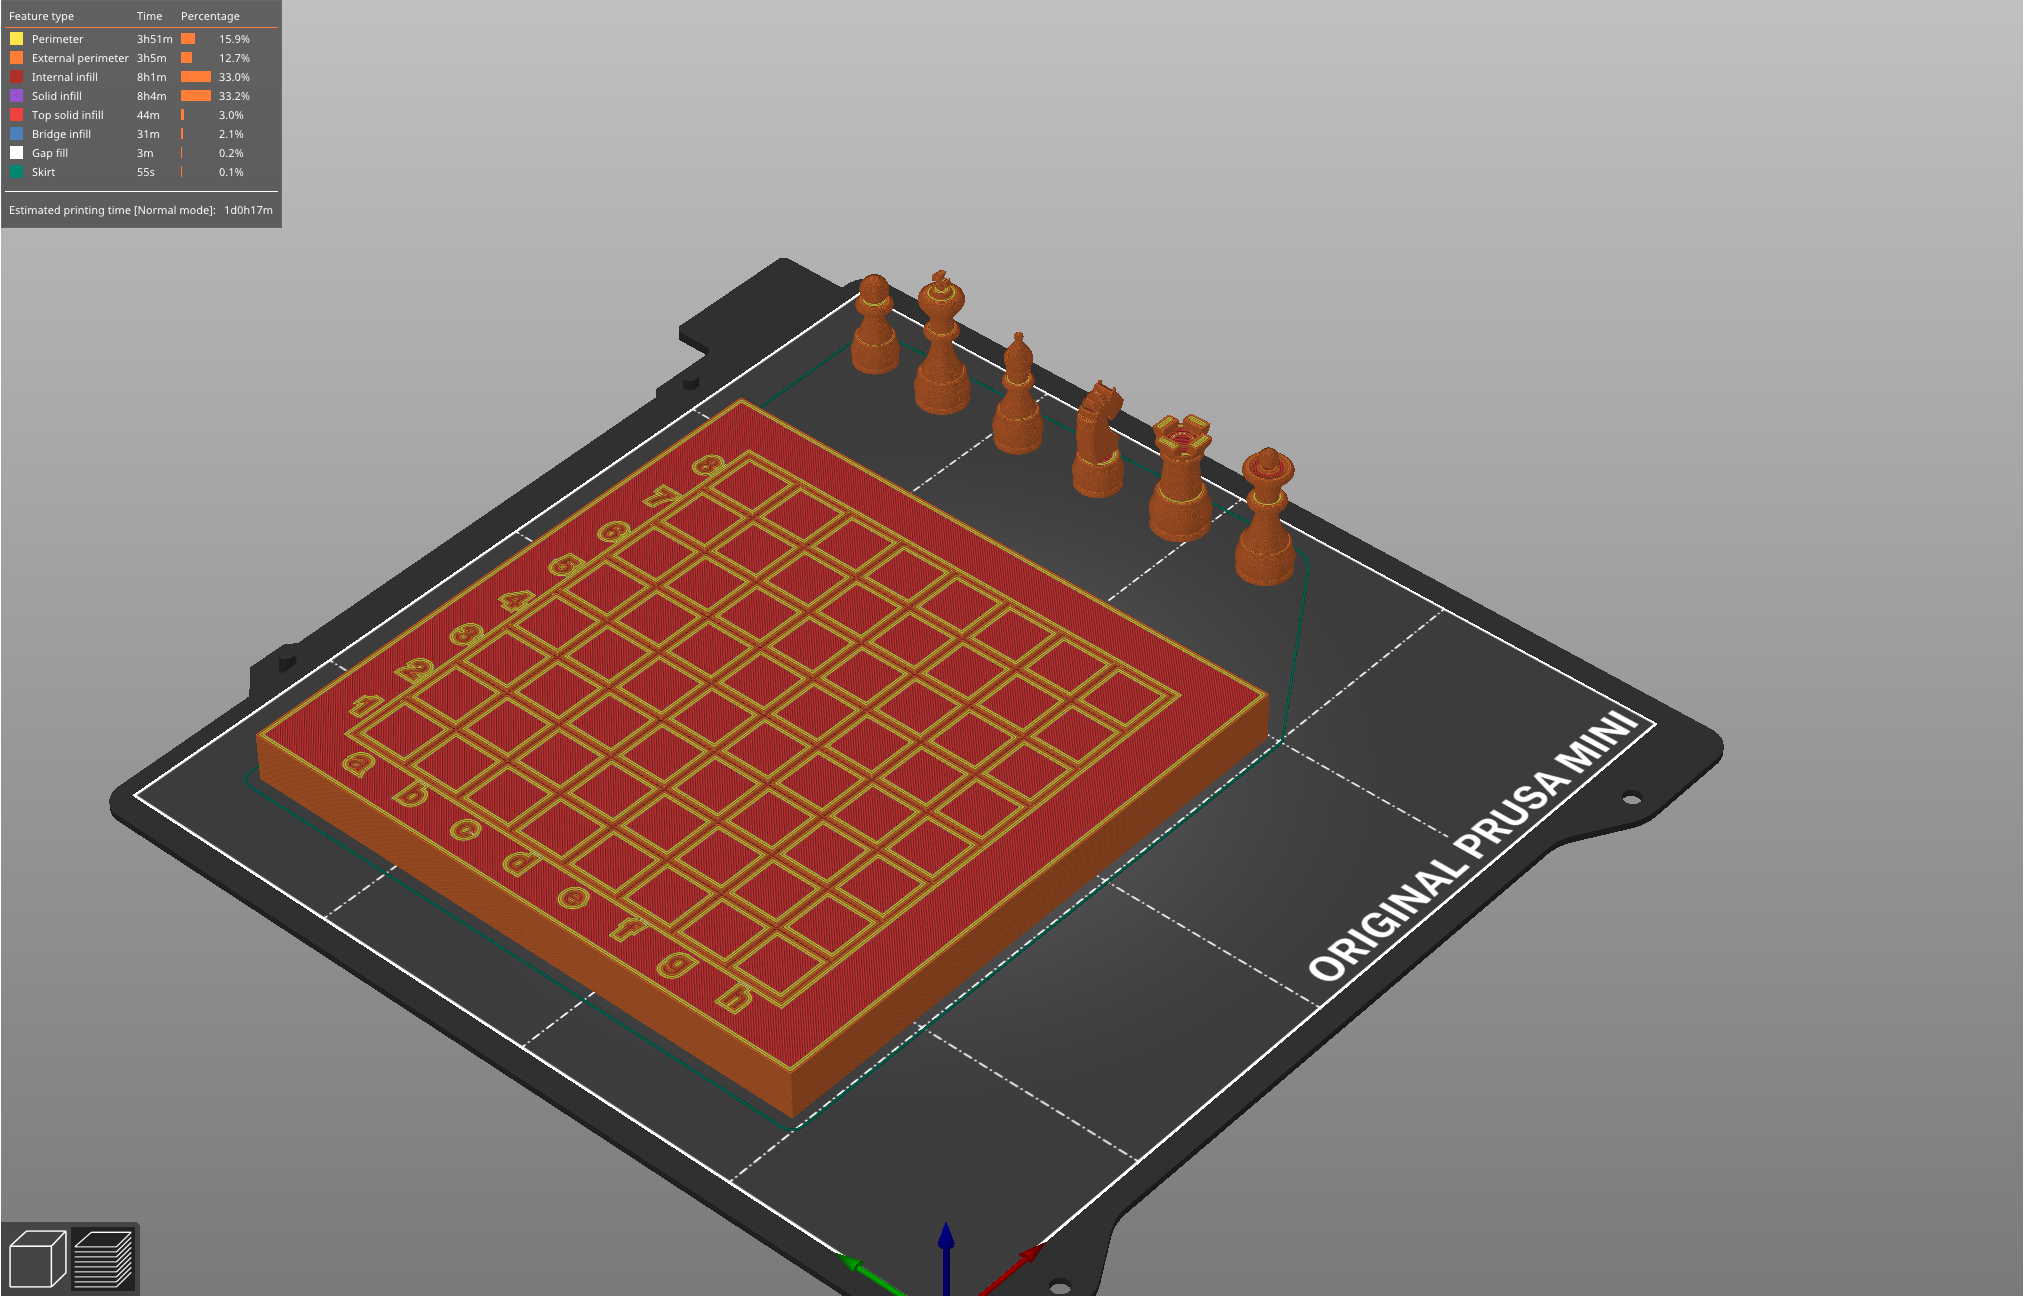 Feature type Time Percentage
Perimeter 3h51m 15.9%
External perimeter 3h5m 12.7%
Internal infill 8h1m 33.0%
Solid infill 8h4m 33.2%
Top solid infill 44m 3.0%
Bridge infill 31m 2.1%
Gap fill 3m 0.2%
Skirt 55s 0.1%
Estimated printing time [Normal mode]: 1d0h17m
8
7
6
5
4
3
2
1
a b c d e f g h
ORIGINAL PRUSA MINI